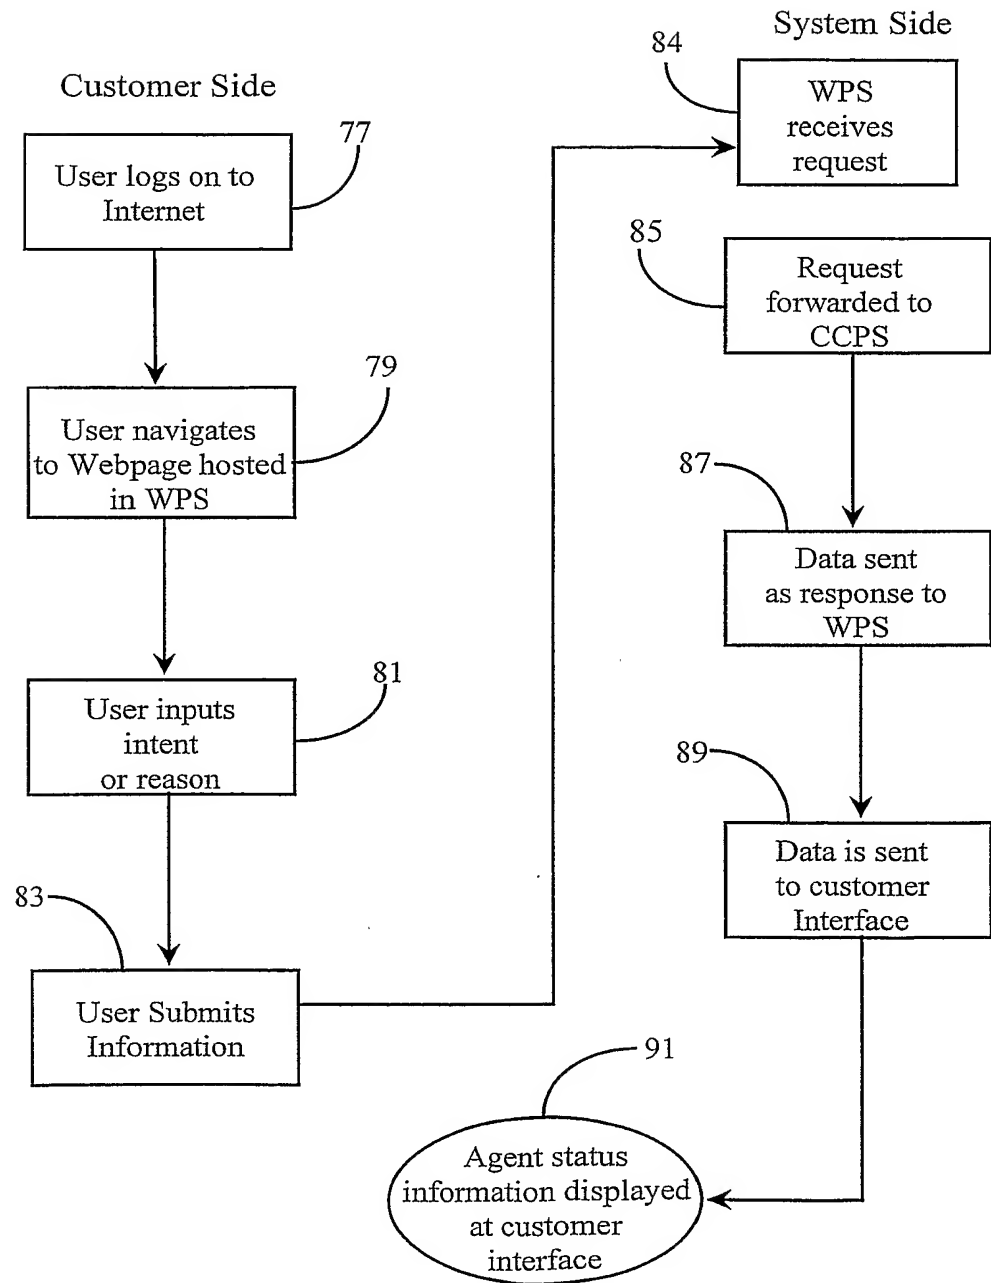 Customer Side
77
User logs on to
Internet
79
User navigates
to Webpage hosted
in WPS
81
User inputs
intent
or reason
83
User Submits
Information
System Side
84
WPS
receives
request
85
Request
forwarded to
CCPS
87
Data sent
as response to
WPS
89
Data is sent
to customer
Interface
91
Agent status
information displayed
at customer
interface